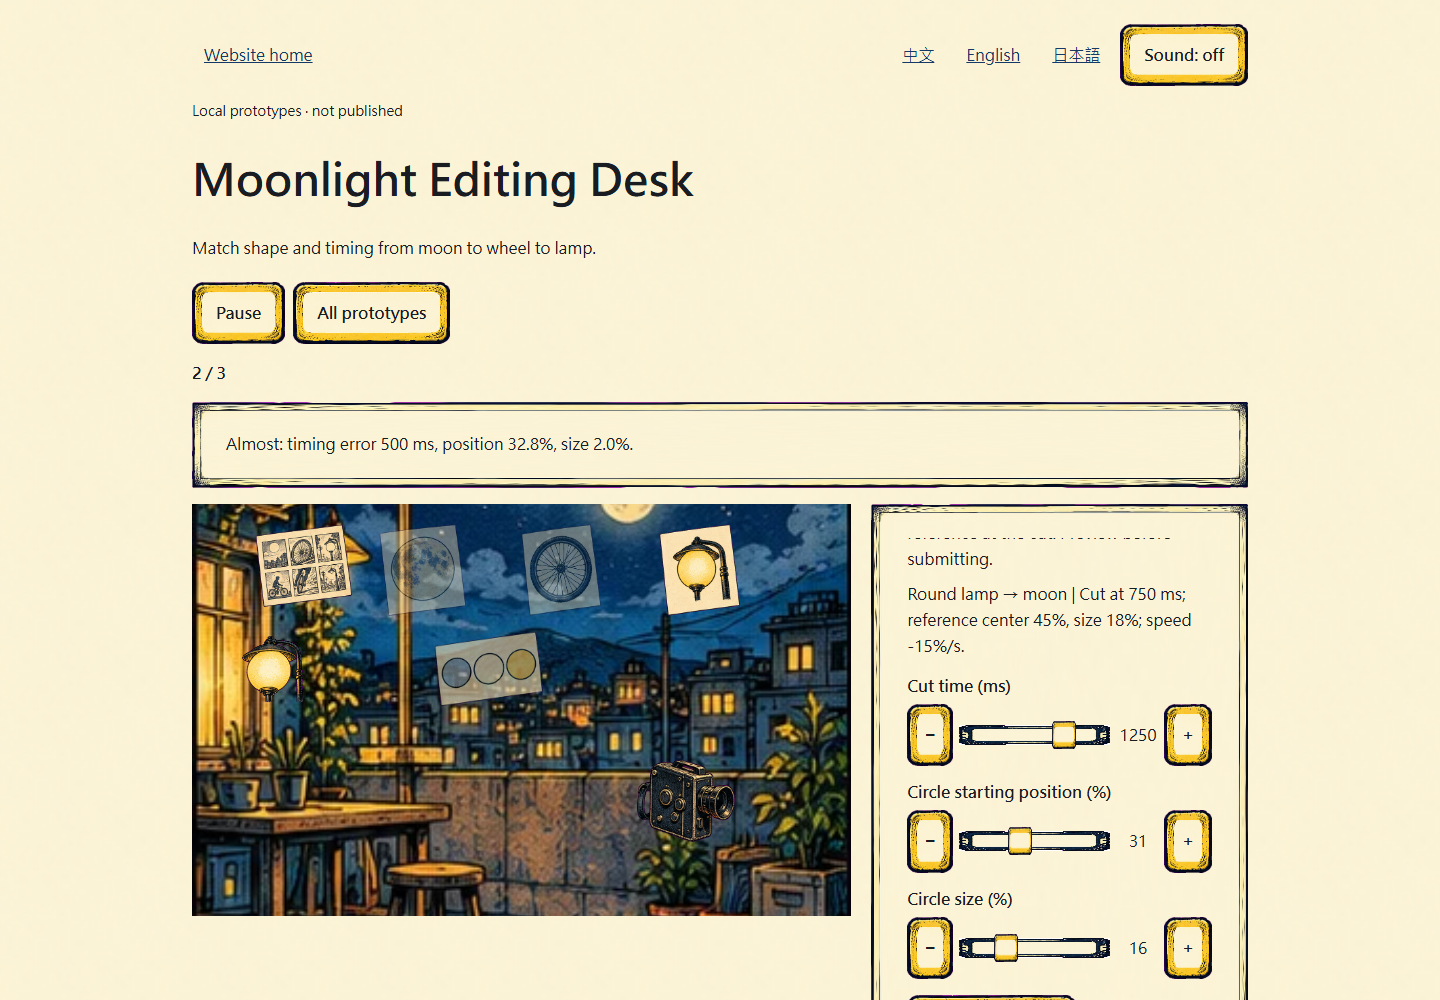 Website home
中文
English
日本語
Sound: off
Local prototypes · not published
Moonlight Editing Desk
Match shape and timing from moon to wheel to lamp.
Pause
All prototypes
2 / 3
Almost: timing error 500 ms, position 32.8%, size 2.0%.
submitting.
Round lamp → moon | Cut at 750 ms;
reference center 45%, size 18%; speed
-15%/s.
Cut time (ms)
−
1250
+
Circle starting position (%)
−
31
+
Circle size (%)
−
16
+